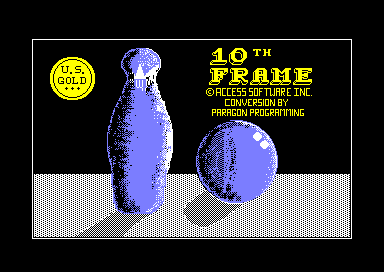 U.S.
GOLD
10TH
FRAME
© ACCESS SOFTWARE INC.
CONVERSION BY
PARAGON PROGRAMMING